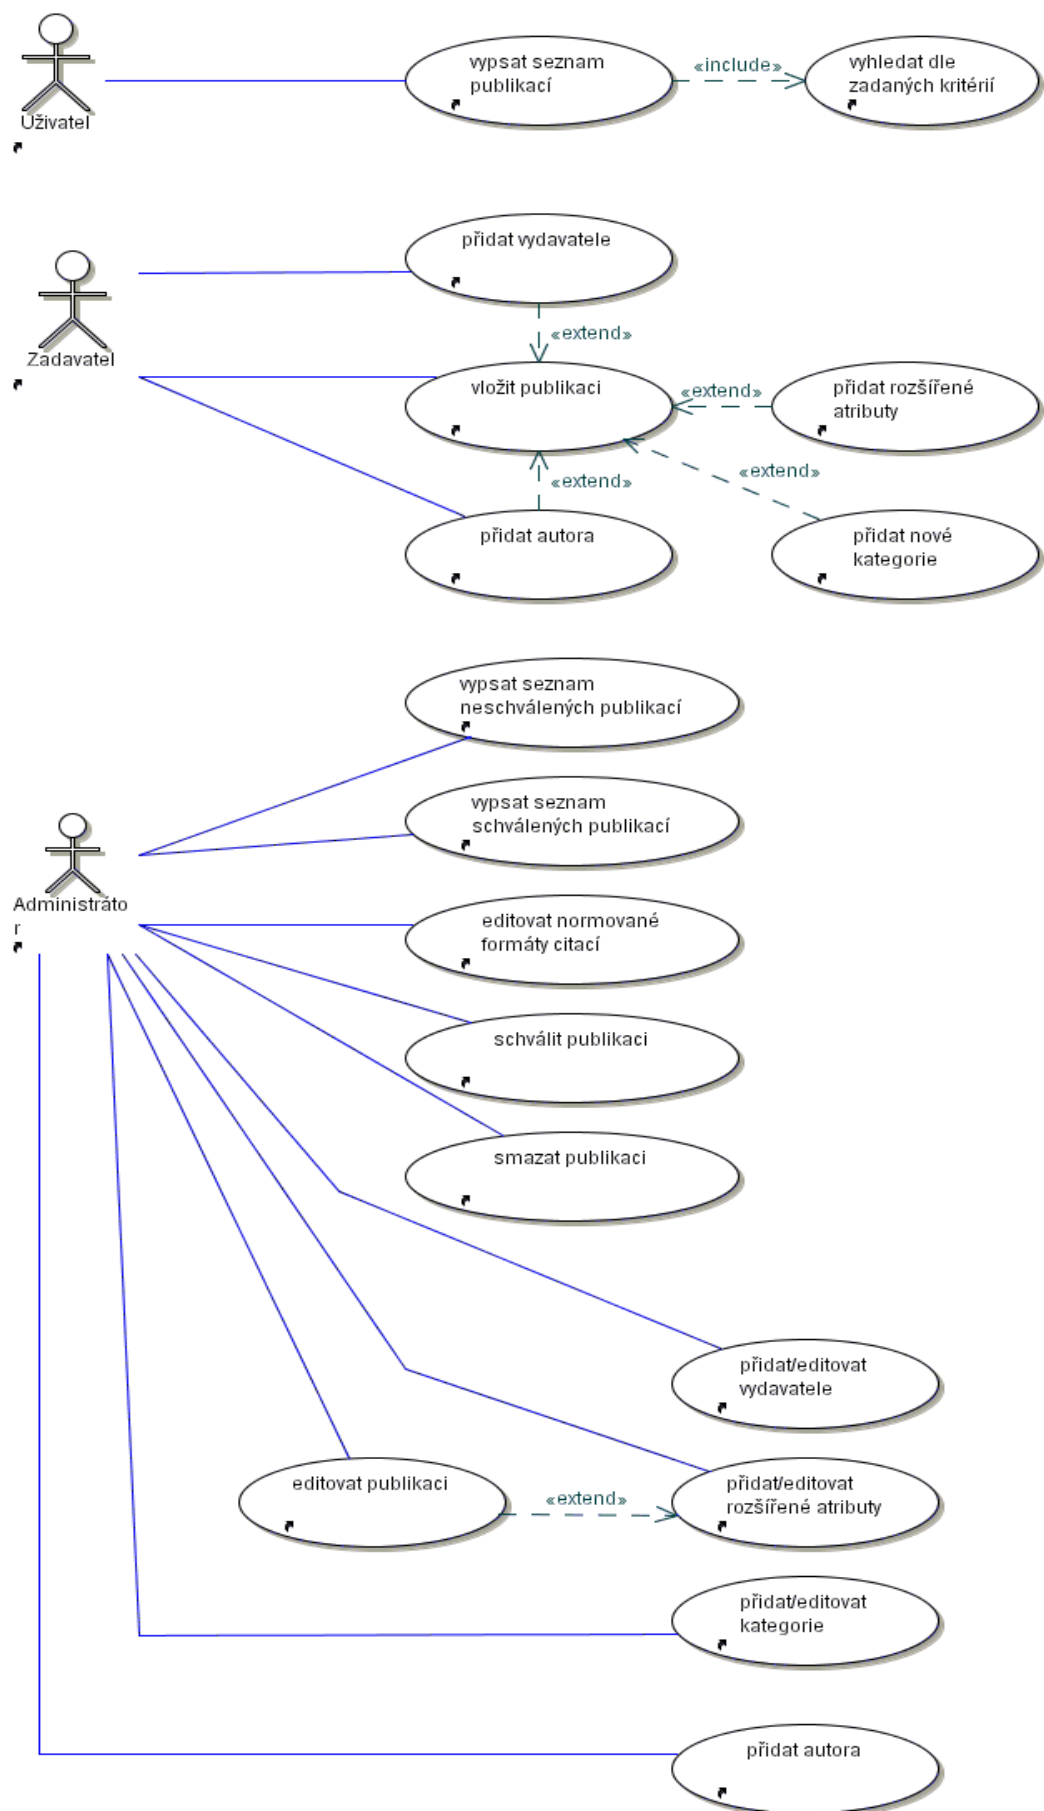 vypsat seznam
publikací
«include»
vyhledat dle
zadaných kritérií
Uživatel
přidat vydavatele
Zadavatel
«extend»
vložit publikaci
«extend»
přidat rozšířené
atributy
«extend»
«extend»
přidat autora
přidat nové
kategorie
vypsat seznam
neschválených publikací
vypsat seznam
schválených publikací
Administráto
r
editovat normované
formáty citací
schválit publikaci
smazat publikaci
přidat/editovat
vydavatele
editovat publikaci
«extend»
přidat/editovat
rozšířené atributy
přidat/editovat
kategorie
přidat autora